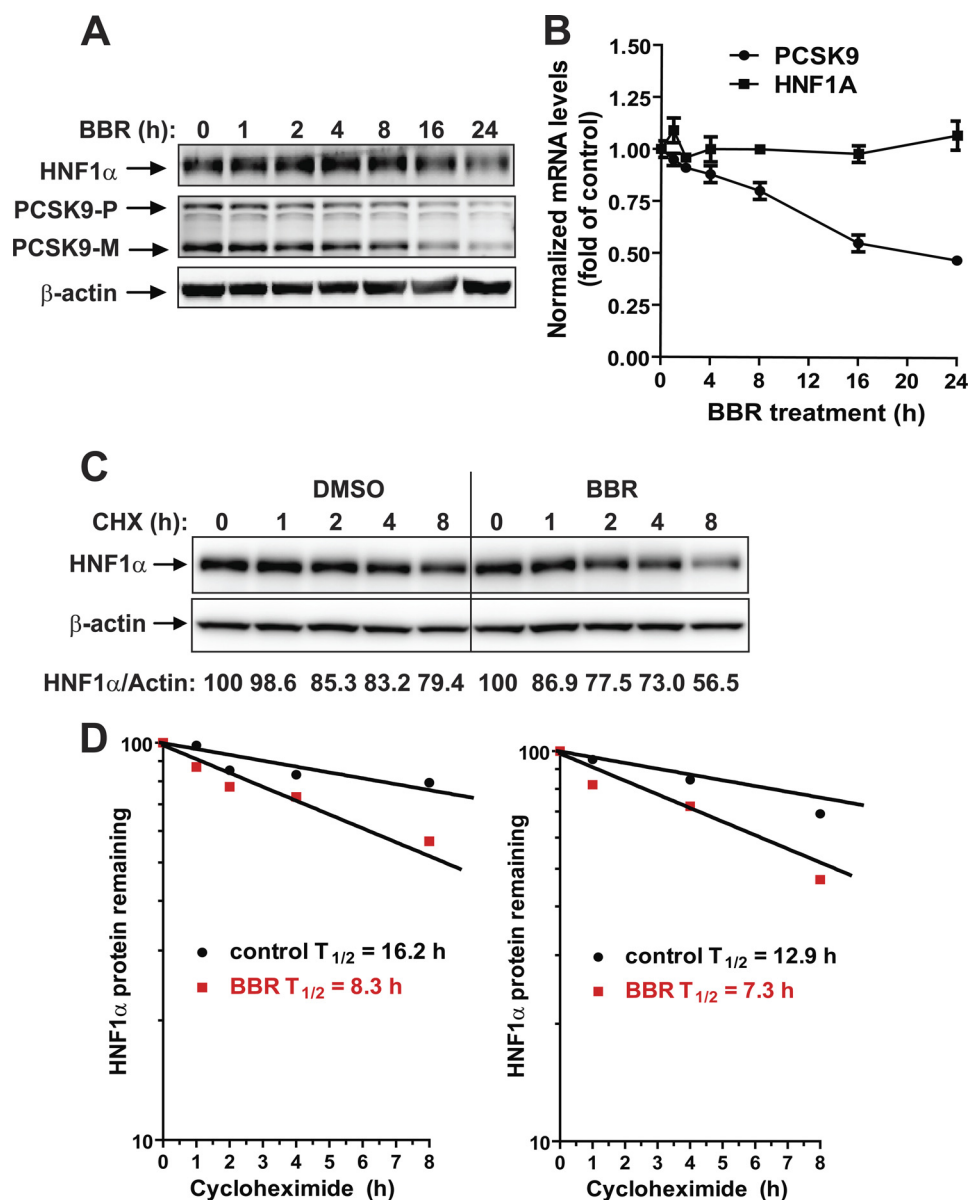 A
BBR (h): 0 1 2 4 8 16 24
HNF1α
PCSK9-P
PCSK9-M
β-actin
B
Normalized mRNA levels
(fold of control)
1.50
1.25
1.00
0.75
0.50
0.25
0.00
PCSK9
HNF1A
0 4 8 12 16 20 24
BBR treatment (h)
C
DMSO BBR
CHX (h): 0 1 2 4 8 0 1 2 4 8
HNF1α
β-actin
HNF1α/Actin: 100 98.6 85.3 83.2 79.4 100 86.9 77.5 73.0 56.5
D
HNF1α protein remaining
100
10
control T1/2 = 16.2 h
BBR T1/2 = 8.3 h
0 1 2 3 4 5 6 7 8
Cycloheximide (h)
HNF1α protein remaining
100
10
control T1/2 = 12.9 h
BBR T1/2 = 7.3 h
0 1 2 3 4 5 6 7 8
Cycloheximide (h)